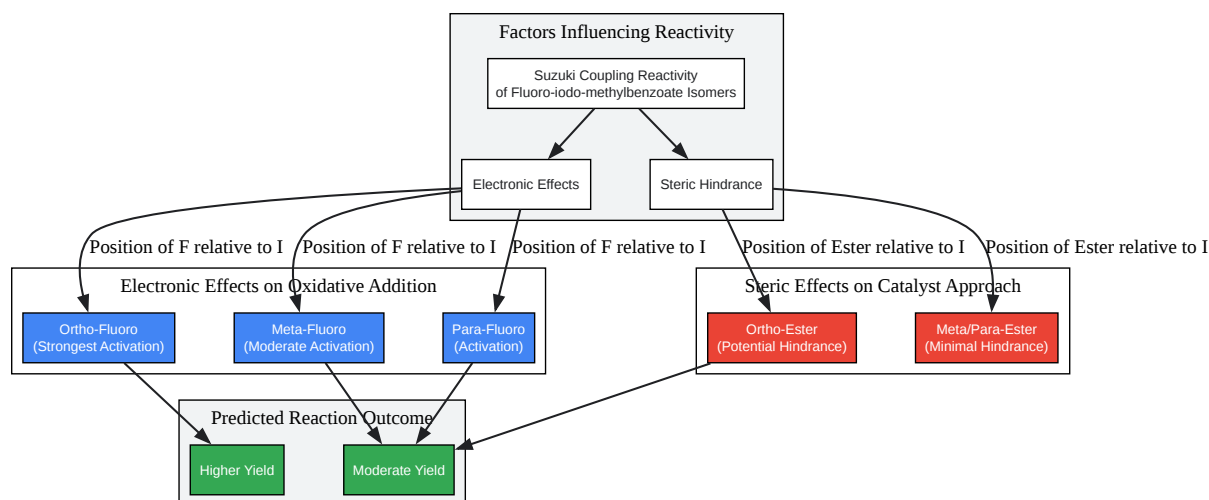 Factors Influencing Reactivity
Suzuki Coupling Reactivity
of Fluoro-iodo-methylbenzoate Isomers
Electronic Effects
Steric Hindrance
Position of F relative to I
Position of F relative to I
Position of F relative to I
Position of Ester relative to I
Position of Ester relative to I
Electronic Effects on Oxidative Addition
Ortho-Fluoro
(Strongest Activation)
Meta-Fluoro
(Moderate Activation)
Para-Fluoro
(Activation)
Steric Effects on Catalyst Approach
Ortho-Ester
(Potential Hindrance)
Meta/Para-Ester
(Minimal Hindrance)
Predicted Reaction Outcome
Higher Yield
Moderate Yield